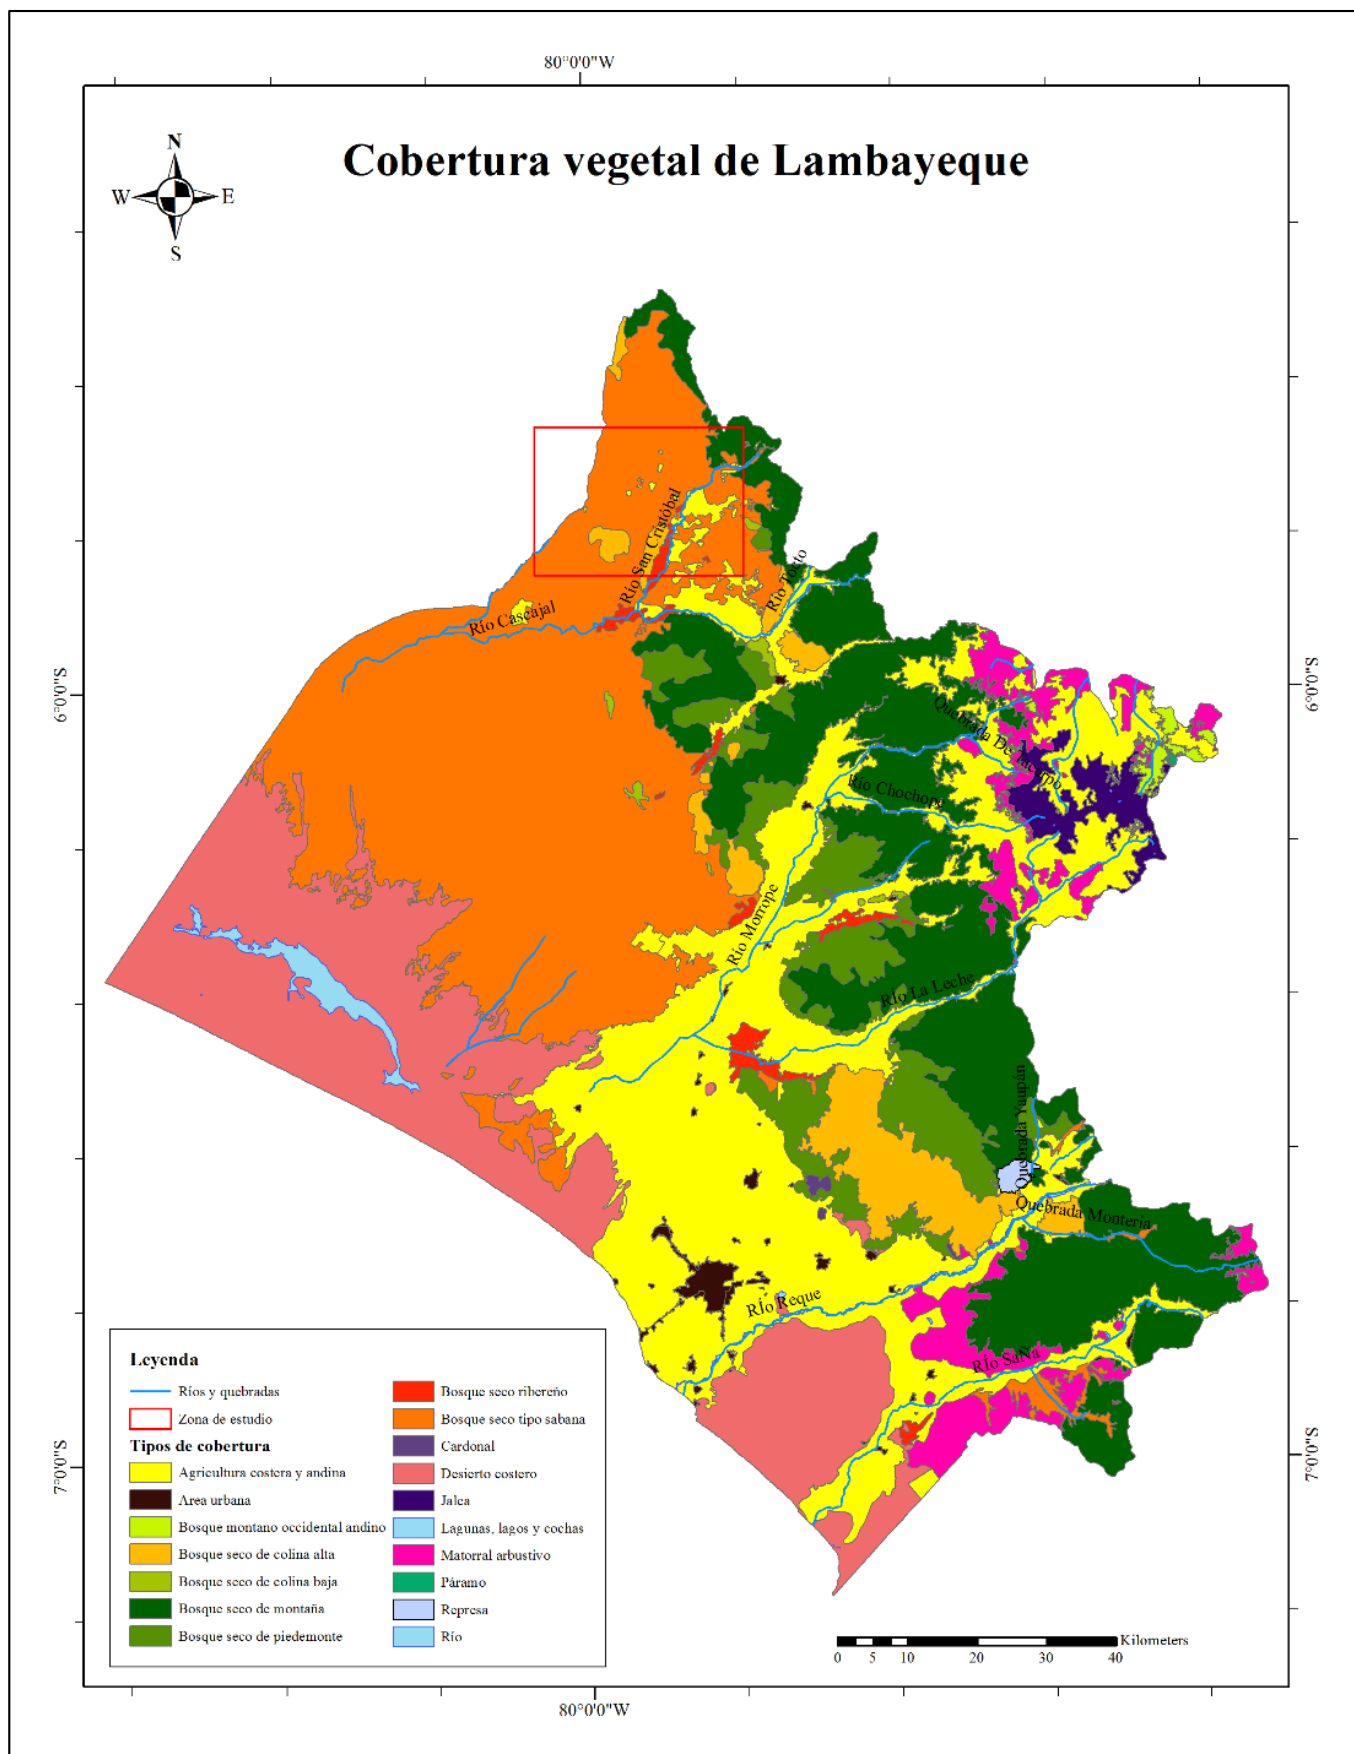 80°0'0"W
Cobertura vegetal de Lambayeque
N
W
E
S
Río San Cristóbal
Río Tocto
Río Cascajal
6°0'0"S
6°0'0"S
Quebrada De Tacarpo
Río Chochope
Río Morrope
Río La Leche
Quebrada Yaupán
Quebrada Monteria
Río Reque
Río Saña
Leyenda
Ríos y quebradas
Zona de estudio
Tipos de cobertura
Agricultura costera y andina
Area urbana
Bosque montano occidental andino
Bosque seco de colina alta
Bosque seco de colina baja
Bosque seco de montaña
Bosque seco de piedemonte
Bosque seco ribereño
Bosque seco tipo sabana
Cardonal
Desierto costero
Jalca
Lagunas, lagos y cochas
Matorral arbustivo
Páramo
Represa
Río
7°0'0"S
7°0'0"S
Kilometers
0 5 10 20 30 40
80°0'0"W